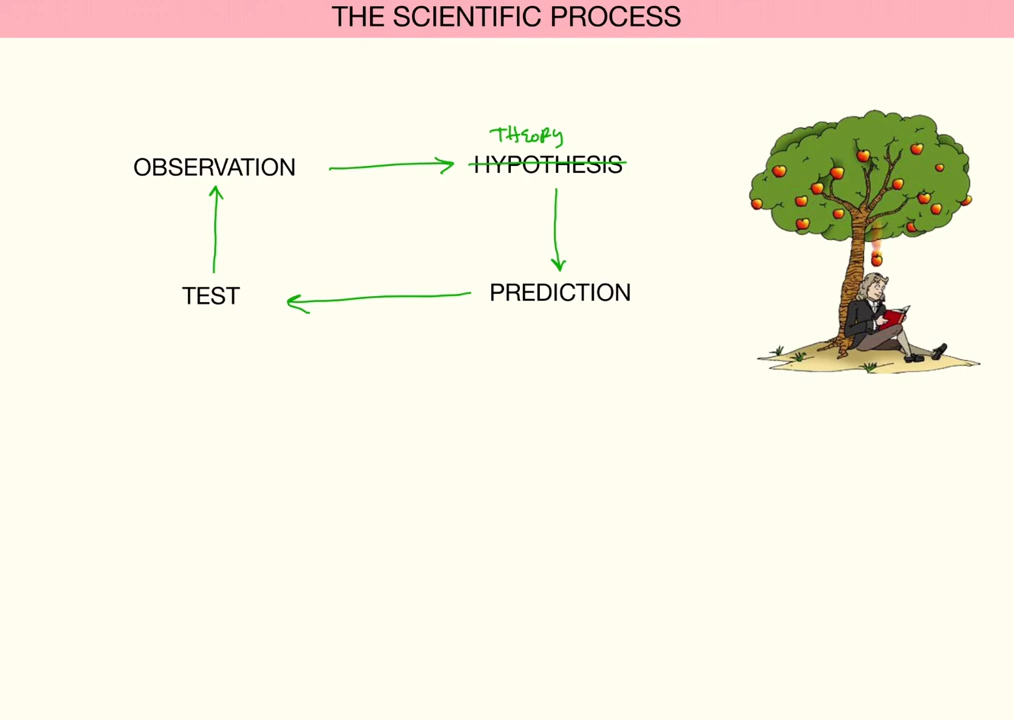 THE SCIENTIFIC PROCESS
THEORY
OBSERVATION
HYPOTHESIS
TEST
PREDICTION